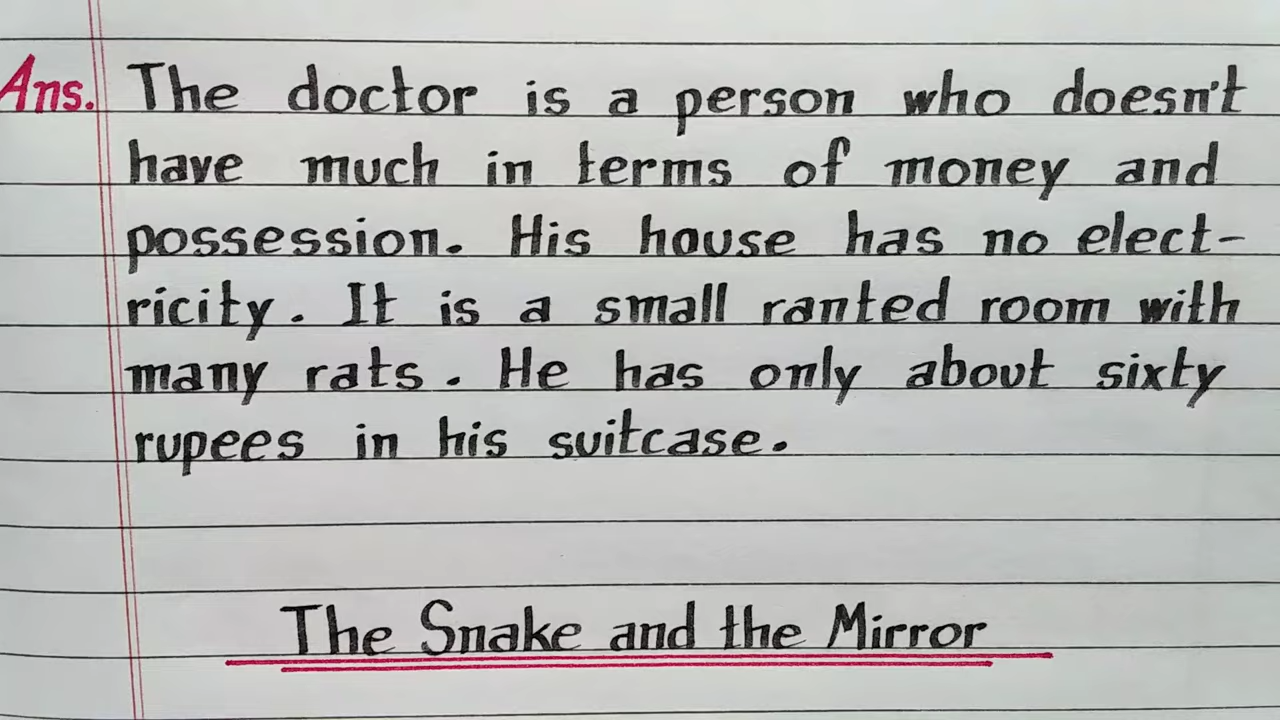 Ans. The doctor is a person who doesn't
have much in terms of money and
possession. His house has no elect-
ricity. It is a small ranted room with
many rats. He has only about sixty
rupees in his suitcase.
The Snake and the Mirror